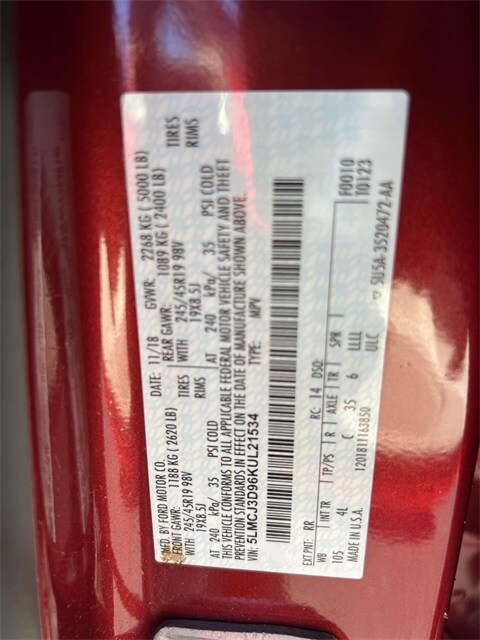 MFD. BY FORD MOTOR CO.
DATE: 11/18 GVWR: 2268 KG ( 5000 LB)
FRONT GAWR: 1188 KG (2620 LB) REAR GAWR: 1089 KG ( 2400 LB)
WITH 245/45R19 98V TIRES WITH 245/45R19 98V TIRES
19X8.5J RIMS 19X8.5J RIMS
AT 240 kPa/ 35 PSI COLD AT 240 kPa/ 35 PSI COLD
THIS VEHICLE CONFORMS TO ALL APPLICABLE FEDERAL MOTOR VEHICLE SAFETY AND THEFT
PREVENTION STANDARDS IN EFFECT ON THE DATE OF MANUFACTURE SHOWN ABOVE.
VIN: 5LMCJ3D96KUL21534 TYPE: MPV
EXT PNT: RR RC: 14 DSO: F0010
T0123
WB INT TR TP/PS R AXLE TR SPR
105 4L C 35 6 LLLL
ULC
MADE IN U.S.A. 1201811163850 5U5A-3520472-AA